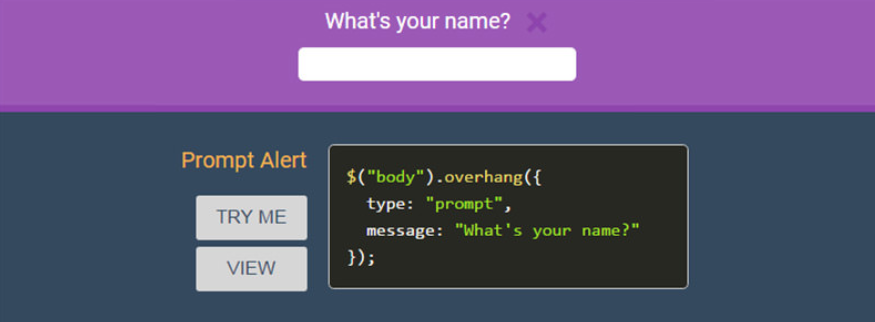 What's your name? ×
Prompt Alert
TRY ME
VIEW
$("body").overhang({
  type: "prompt",
  message: "What's your name?"
});